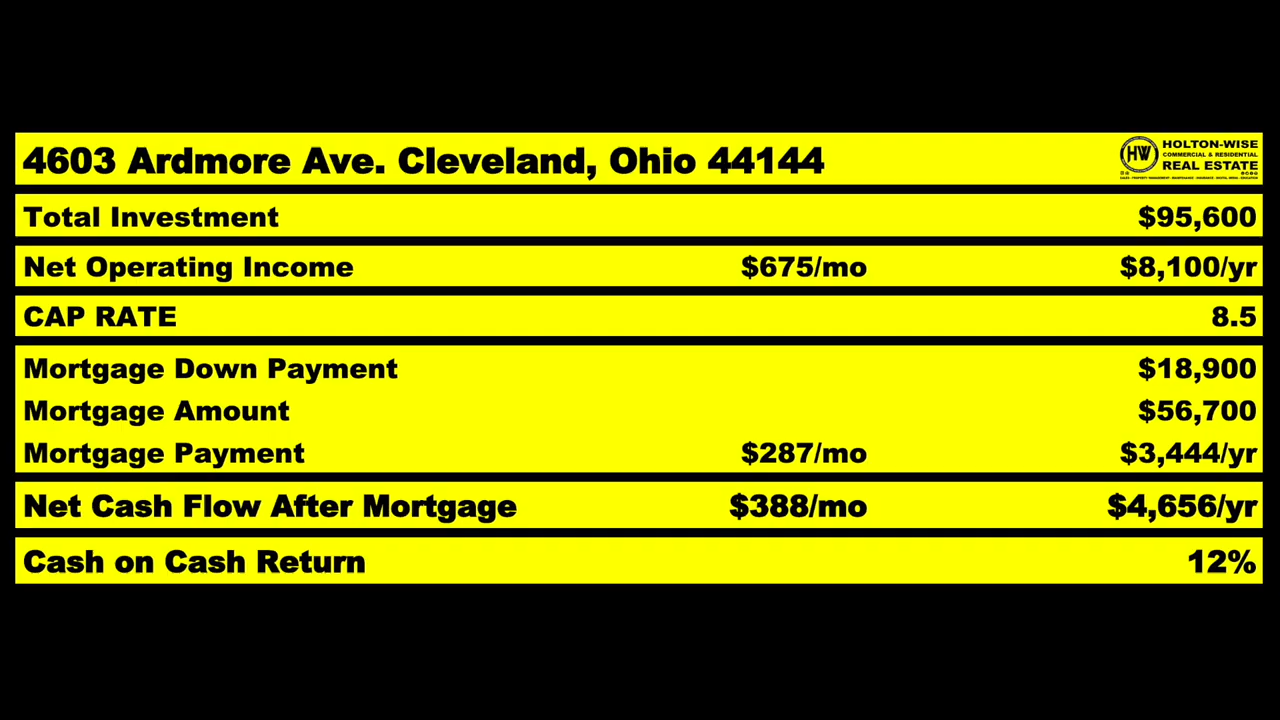 4603 Ardmore Ave. Cleveland, Ohio 44144
HW
HOLTON-WISE
COMMERCIAL & RESIDENTIAL
REAL ESTATE
Total Investment $95,600
Net Operating Income $675/mo $8,100/yr
CAP RATE 8.5
Mortgage Down Payment $18,900
Mortgage Amount $56,700
Mortgage Payment $287/mo $3,444/yr
Net Cash Flow After Mortgage $388/mo $4,656/yr
Cash on Cash Return 12%